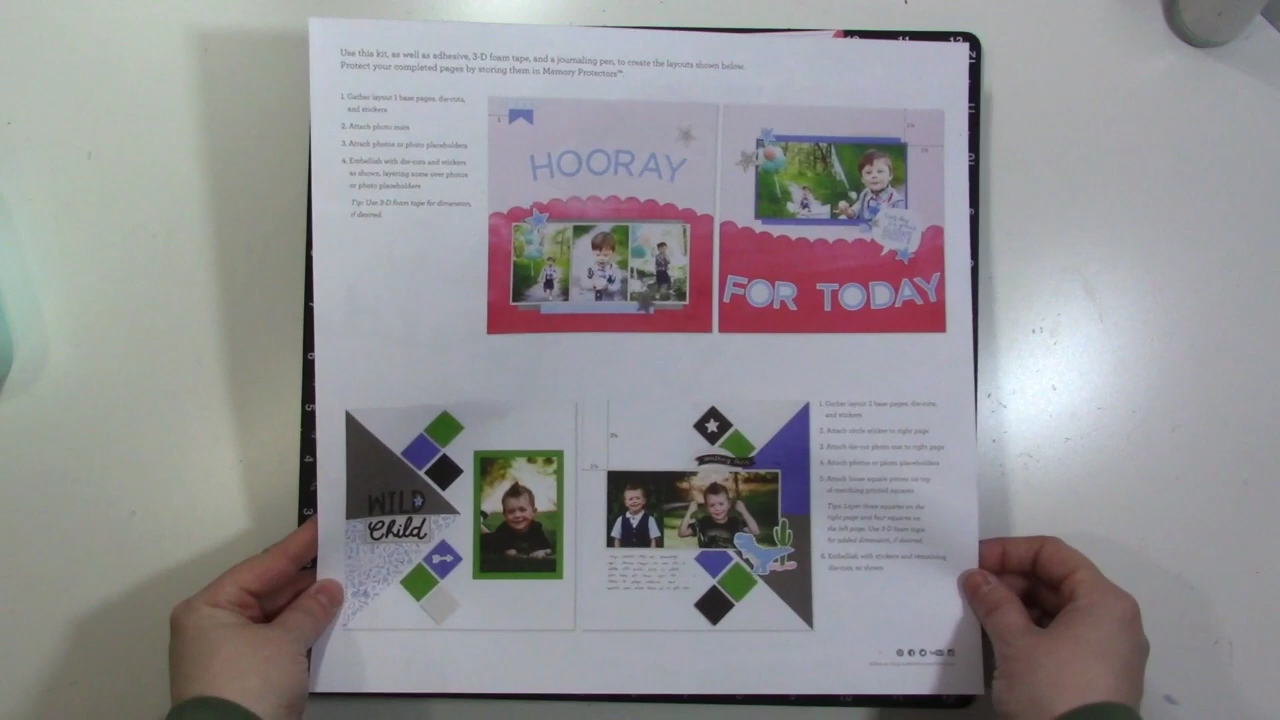 Use this kit, as well as adhesive, 3-D foam tape, and a journaling pen, to create the layouts shown below.
Protect your completed pages by storing them in Memory Protectors™.
1. Gather layout 1 base pages, die-cuts,
and stickers
2. Attach photo mats
3. Attach photos or photo placeholders
4. Embellish with die-cuts and stickers
as shown, layering some over photos
or photo placeholders
Tip: Use 3-D foam tape for dimension,
if desired.
HOORAY
FOR TODAY
WILD
Child
1. Gather layout 2 base pages, die-cuts,
and stickers
2. Attach circle sticker to right page
3. Attach die-cut photo mat to right page
4. Attach photos or photo placeholders
5. Attach loose square pieces on top
of matching printed squares
Tips: Layer three squares on the
right page and four squares on
the left page. Use 3-D foam tape
for added dimension, if desired.
6. Embellish with stickers and remaining
die-cuts, as shown